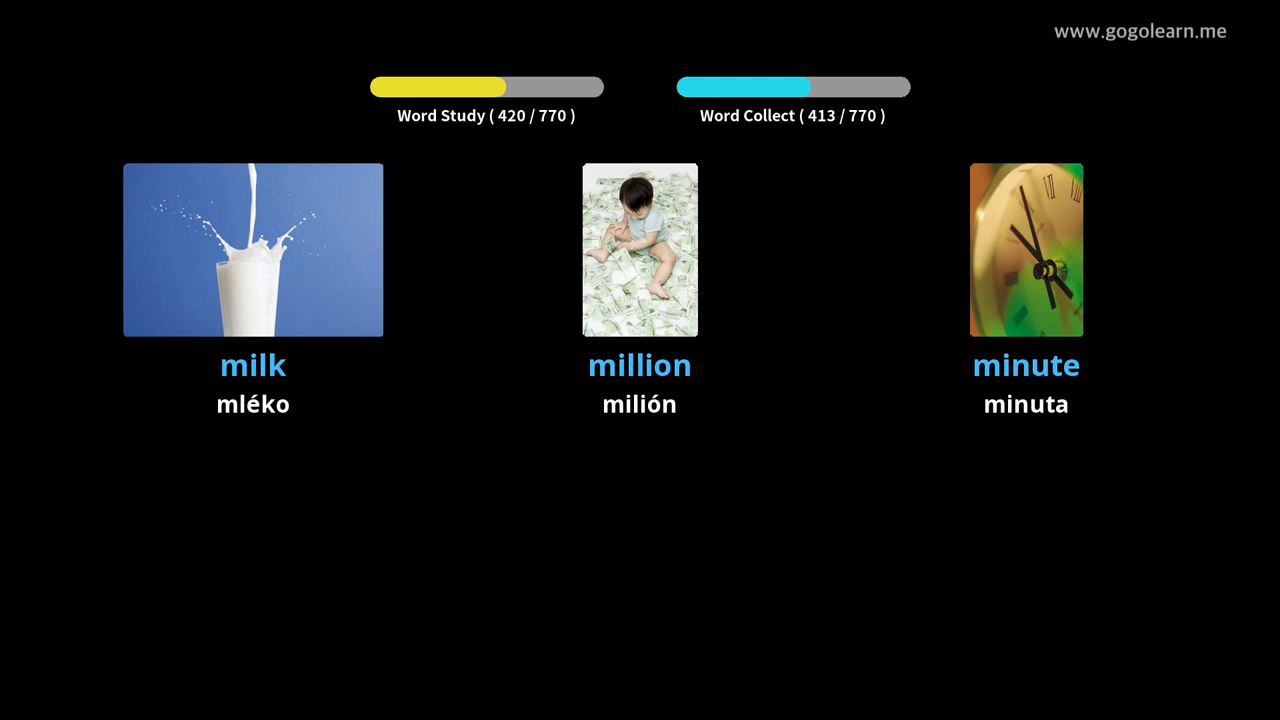 www.gogolearn.me
Word Study ( 420 / 770 )
Word Collect ( 413 / 770 )
milk
mléko
million
milión
minute
minuta